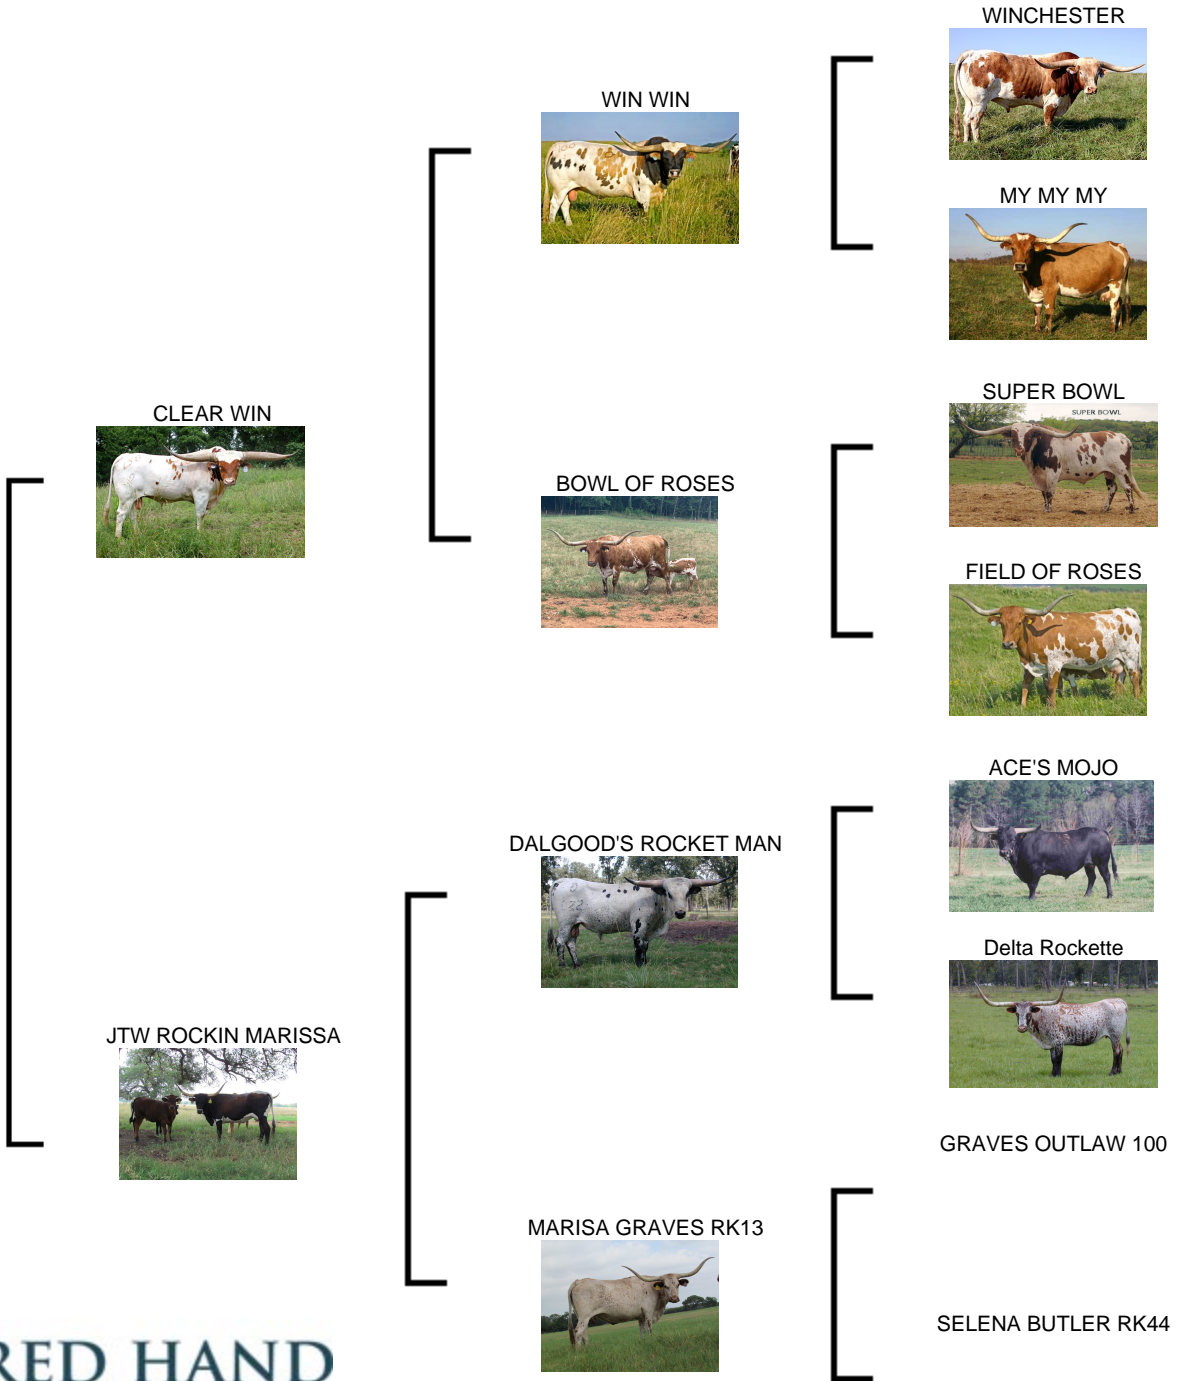 WINCHESTER
WIN WIN
MY MY MY
SUPER BOWL
SUPER BOWL
CLEAR WIN
BOWL OF ROSES
FIELD OF ROSES
ACE'S MOJO
DALGOOD'S ROCKET MAN
Delta Rockette
JTW ROCKIN MARISSA
GRAVES OUTLAW 100
MARISA GRAVES RK13
SELENA BUTLER RK44
RED HAND